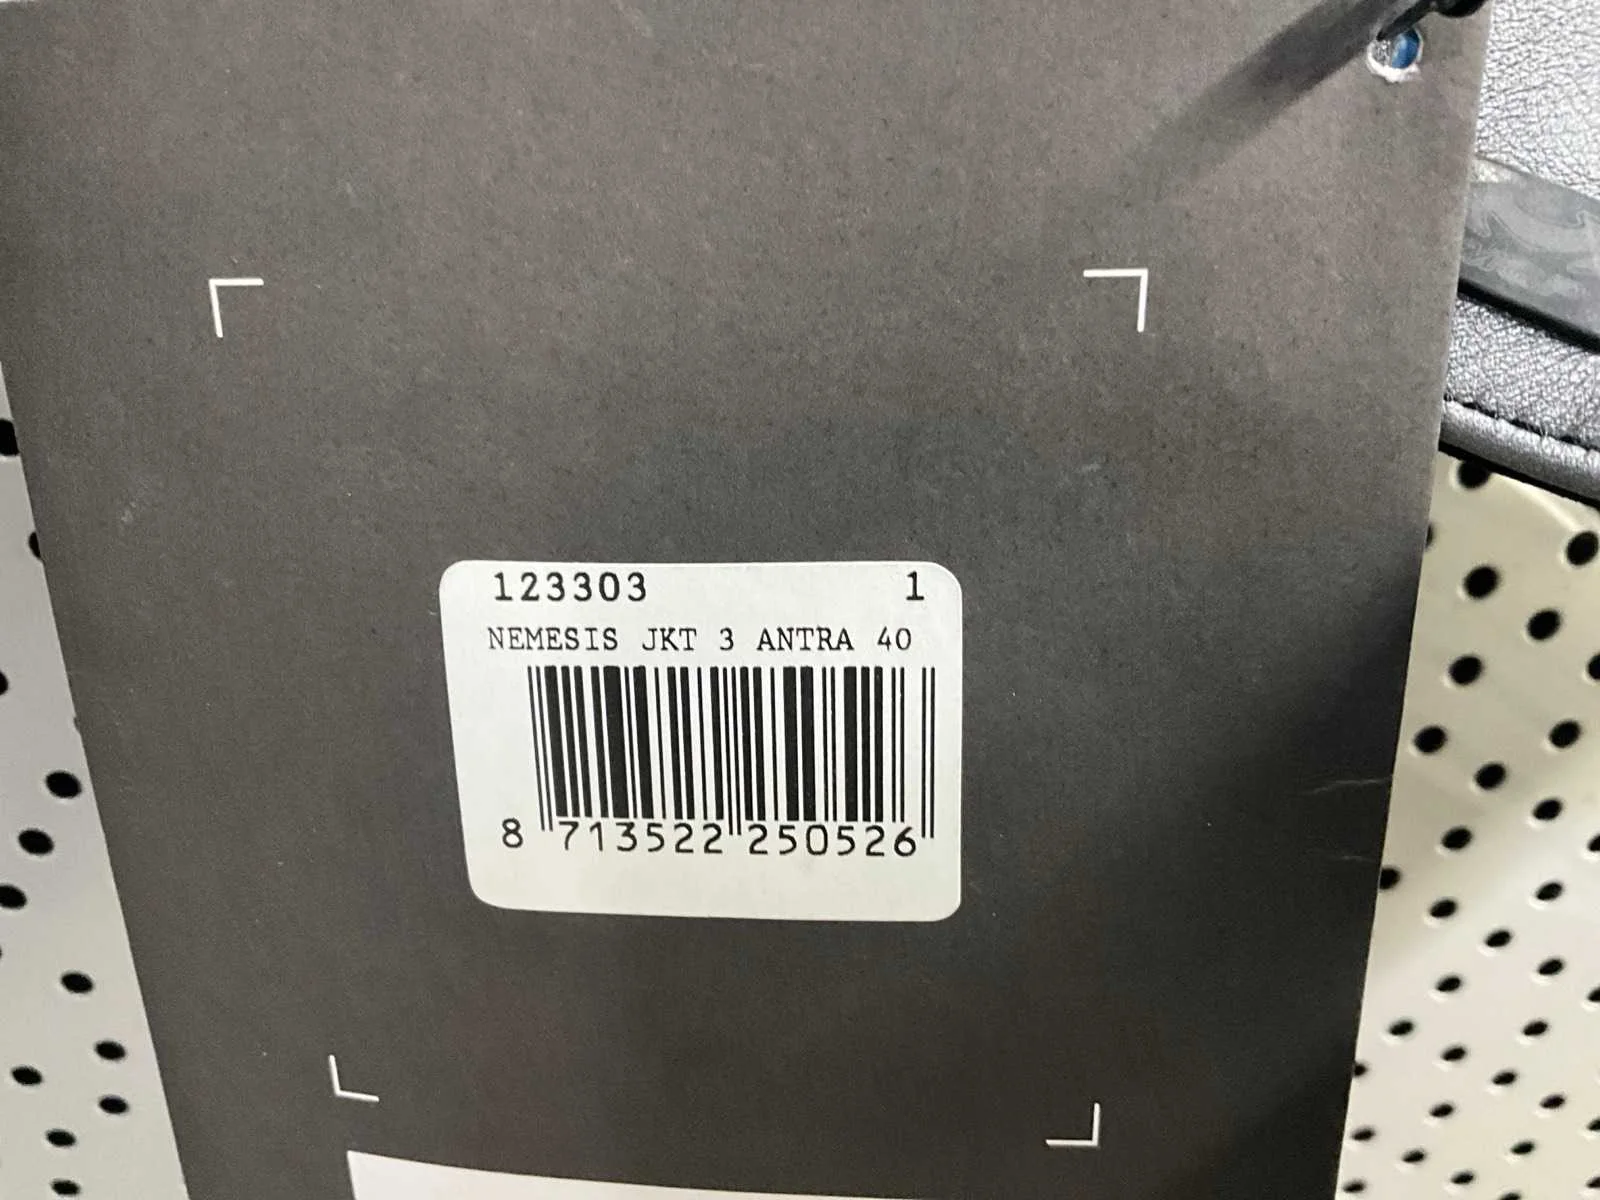 123303 1
NEMESIS JKT 3 ANTRA 40
8 713522 250526